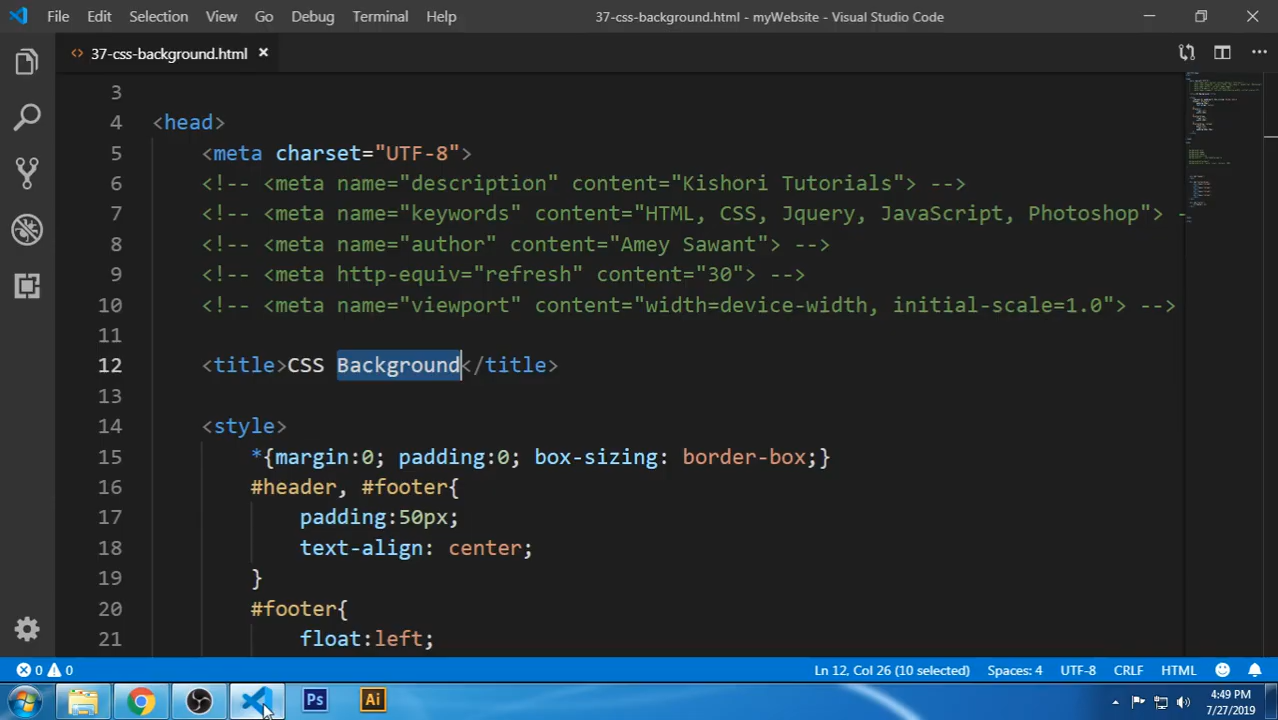 File Edit Selection View Go Debug Terminal Help 37-css-background.html - myWebsite - Visual Studio Code
37-css-background.html
3
4 <head>
5 <meta charset="UTF-8">
6 <!-- <meta name="description" content="Kishori Tutorials"> -->
7 <!-- <meta name="keywords" content="HTML, CSS, Jquery, JavaScript, Photoshop"> -
8 <!-- <meta name="author" content="Amey Sawant"> -->
9 <!-- <meta http-equiv="refresh" content="30"> -->
10 <!-- <meta name="viewport" content="width=device-width, initial-scale=1.0"> -->
11
12 <title>CSS Background</title>
13
14 <style>
15 *{margin:0; padding:0; box-sizing: border-box;}
16 #header, #footer{
17 padding:50px;
18 text-align: center;
19 }
20 #footer{
21 float:left;
0 0 Ln 12, Col 26 (10 selected) Spaces: 4 UTF-8 CRLF HTML
Ps Ai 4:49 PM
7/27/2019